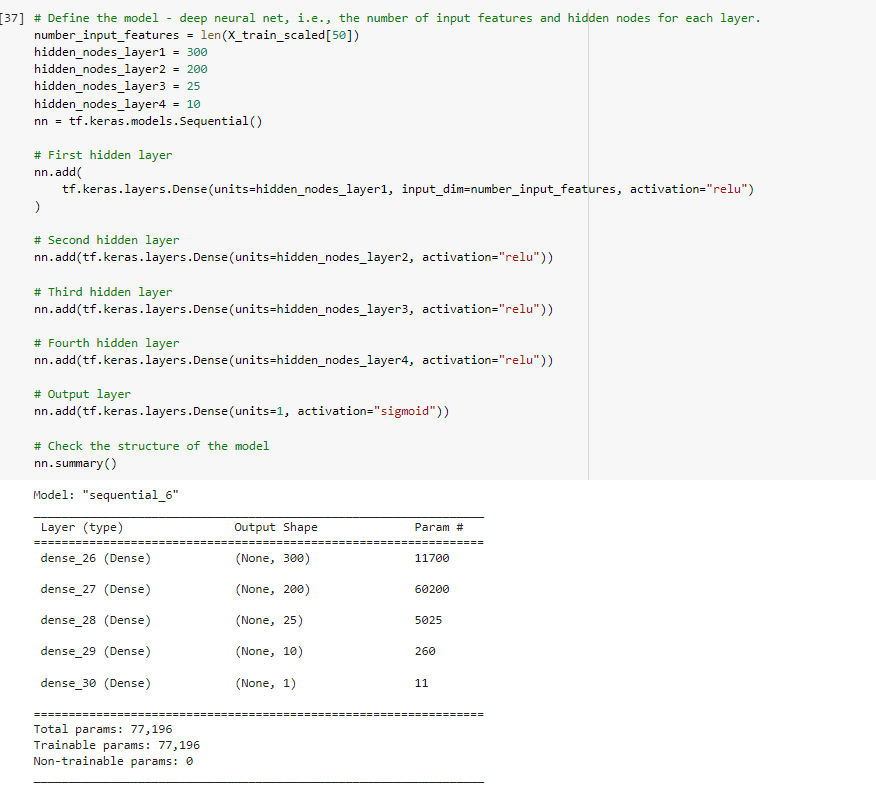 [37] # Define the model - deep neural net, i.e., the number of input features and hidden nodes for each layer.
number_input_features = len(X_train_scaled[50])
hidden_nodes_layer1 = 300
hidden_nodes_layer2 = 200
hidden_nodes_layer3 = 25
hidden_nodes_layer4 = 10
nn = tf.keras.models.Sequential()
# First hidden layer
nn.add(
    tf.keras.layers.Dense(units=hidden_nodes_layer1, input_dim=number_input_features, activation="relu")
)
# Second hidden layer
nn.add(tf.keras.layers.Dense(units=hidden_nodes_layer2, activation="relu"))
# Third hidden layer
nn.add(tf.keras.layers.Dense(units=hidden_nodes_layer3, activation="relu"))
# Fourth hidden layer
nn.add(tf.keras.layers.Dense(units=hidden_nodes_layer4, activation="relu"))
# Output layer
nn.add(tf.keras.layers.Dense(units=1, activation="sigmoid"))
# Check the structure of the model
nn.summary()
Model: "sequential_6"
Layer (type) Output Shape Param #
dense_26 (Dense) (None, 300) 11700
dense_27 (Dense) (None, 200) 60200
dense_28 (Dense) (None, 25) 5025
dense_29 (Dense) (None, 10) 260
dense_30 (Dense) (None, 1) 11
Total params: 77,196
Trainable params: 77,196
Non-trainable params: 0